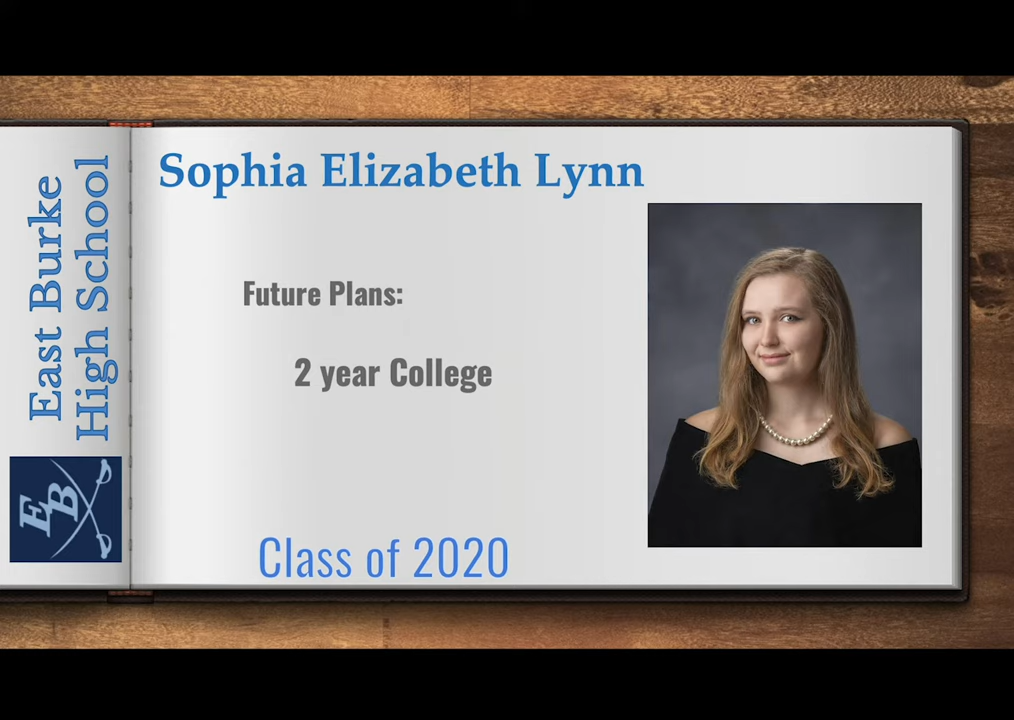 East Burke
High School
EB
Sophia Elizabeth Lynn
Future Plans:
2 year College
Class of 2020